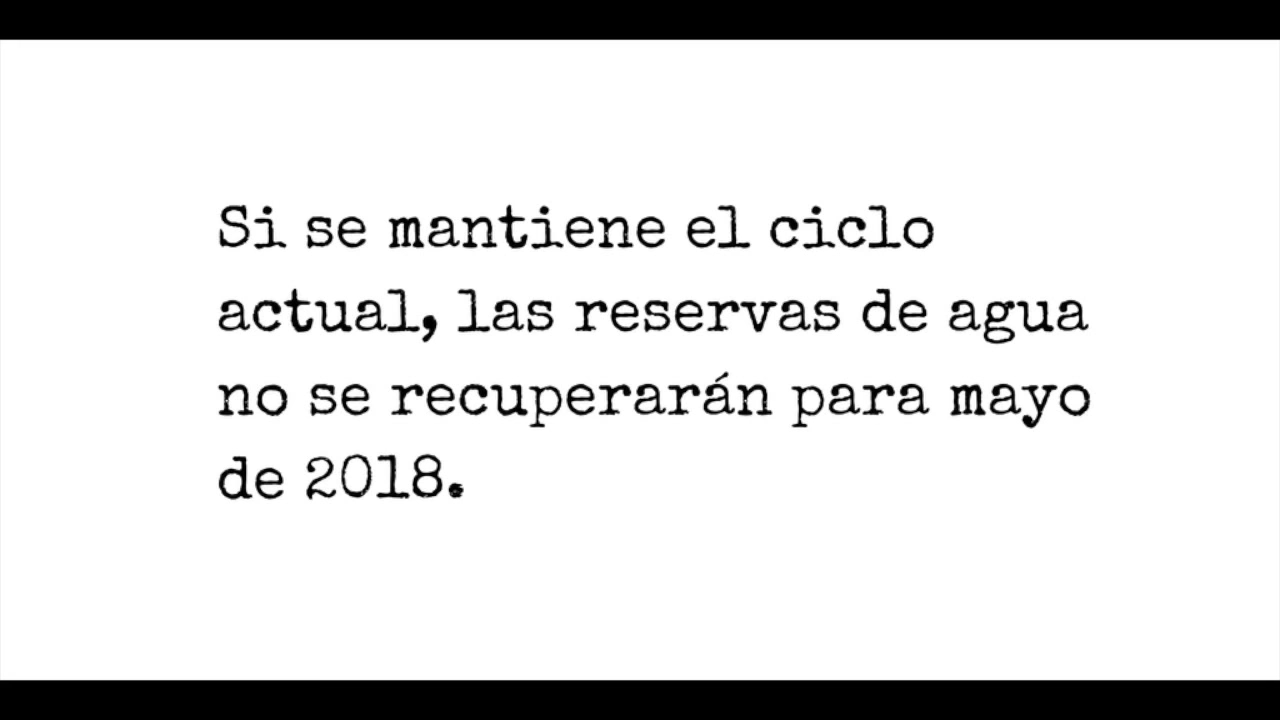 Si se mantiene el ciclo
actual, las reservas de agua
no se recuperarán para mayo
de 2018.